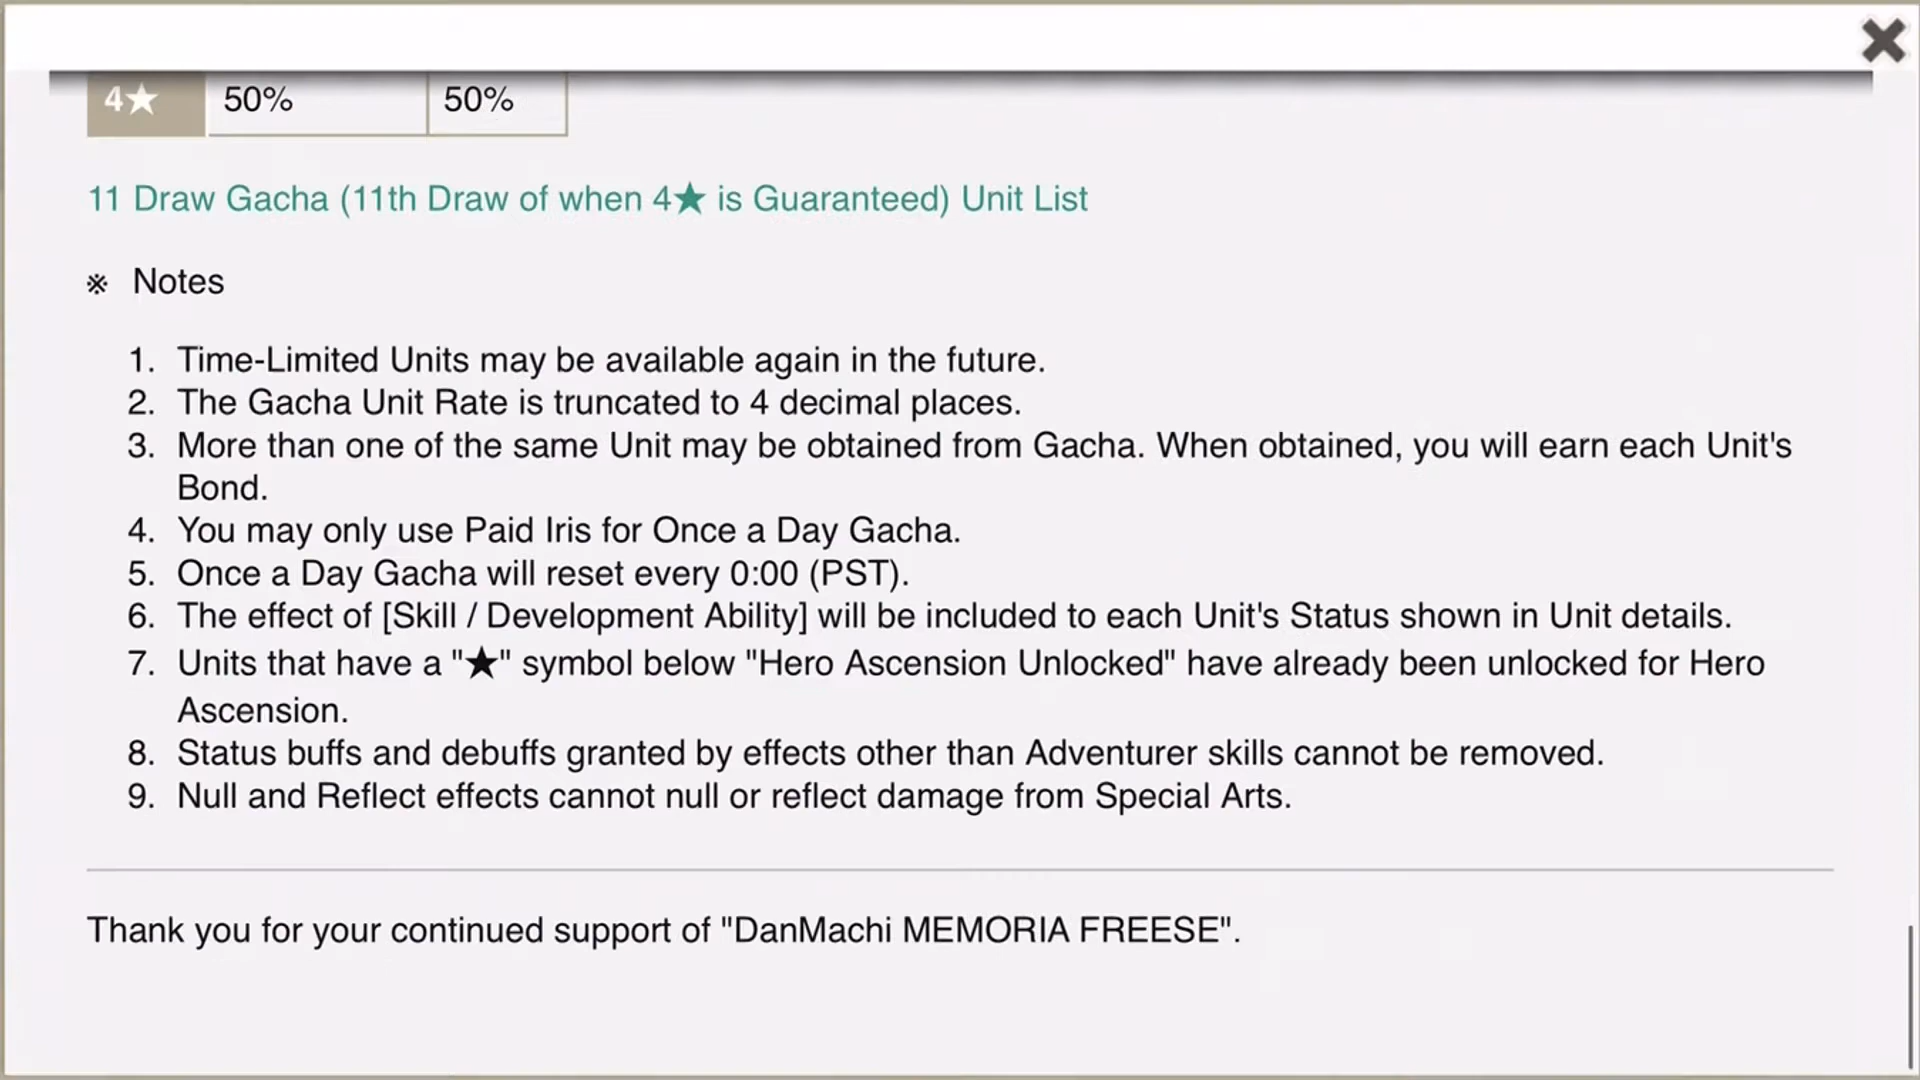 4★ 50% 50%
11 Draw Gacha (11th Draw of when 4★ is Guaranteed) Unit List
※ Notes
1. Time-Limited Units may be available again in the future.
2. The Gacha Unit Rate is truncated to 4 decimal places.
3. More than one of the same Unit may be obtained from Gacha. When obtained, you will earn each Unit's
Bond.
4. You may only use Paid Iris for Once a Day Gacha.
5. Once a Day Gacha will reset every 0:00 (PST).
6. The effect of [Skill / Development Ability] will be included to each Unit's Status shown in Unit details.
7. Units that have a "★" symbol below "Hero Ascension Unlocked" have already been unlocked for Hero
Ascension.
8. Status buffs and debuffs granted by effects other than Adventurer skills cannot be removed.
9. Null and Reflect effects cannot null or reflect damage from Special Arts.
Thank you for your continued support of "DanMachi MEMORIA FREESE".